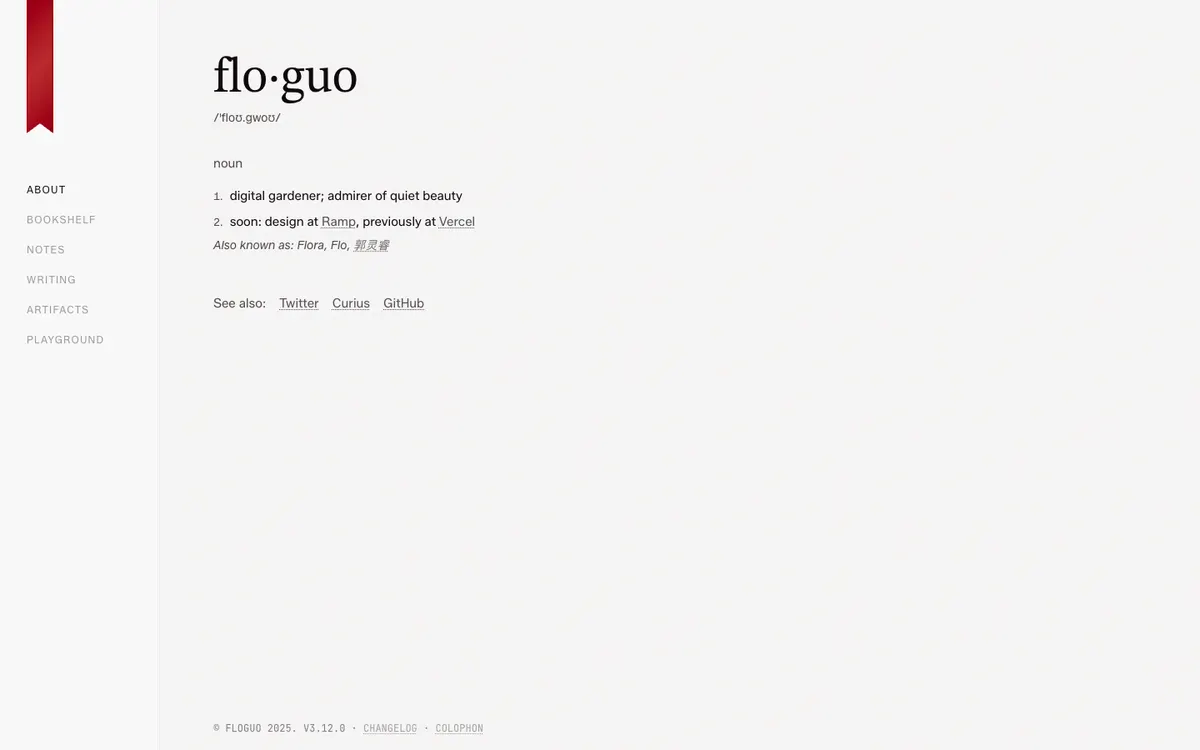 ABOUT
BOOKSHELF
NOTES
WRITING
ARTIFACTS
PLAYGROUND
flo·guo
/ˈfloʊ.gwoʊ/
noun
1. digital gardener; admirer of quiet beauty
2. soon: design at Ramp, previously at Vercel
Also known as: Flora, Flo, 郭灵睿
See also: Twitter Curius GitHub
© FLOGUO 2025. V3.12.0 · CHANGELOG · COLOPHON